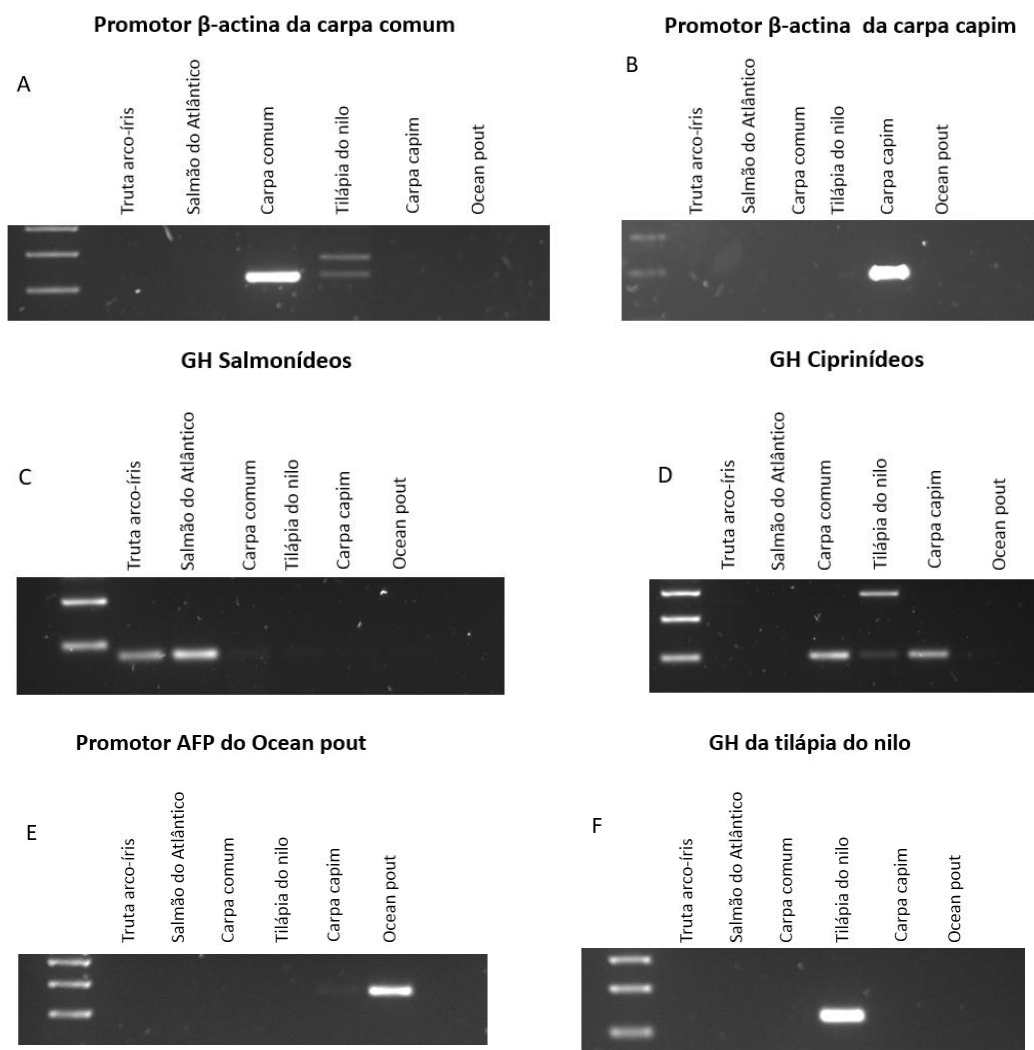 Promotor β-actina da carpa comum
A
Truta arco-íris
Salmão do Atlântico
Carpa comum
Tilápia do nilo
Carpa capim
Ocean pout
Promotor β-actina da carpa capim
B
Truta arco-íris
Salmão do Atlântico
Carpa comum
Tilápia do nilo
Carpa capim
Ocean pout
GH Salmonídeos
C
Truta arco-íris
Salmão do Atlântico
Carpa comum
Tilápia do nilo
Carpa capim
Ocean pout
GH Ciprinídeos
D
Truta arco-íris
Salmão do Atlântico
Carpa comum
Tilápia do nilo
Carpa capim
Ocean pout
Promotor AFP do Ocean pout
E
Truta arco-íris
Salmão do Atlântico
Carpa comum
Tilápia do nilo
Carpa capim
Ocean pout
GH da tilápia do nilo
F
Truta arco-íris
Salmão do Atlântico
Carpa comum
Tilápia do nilo
Carpa capim
Ocean pout